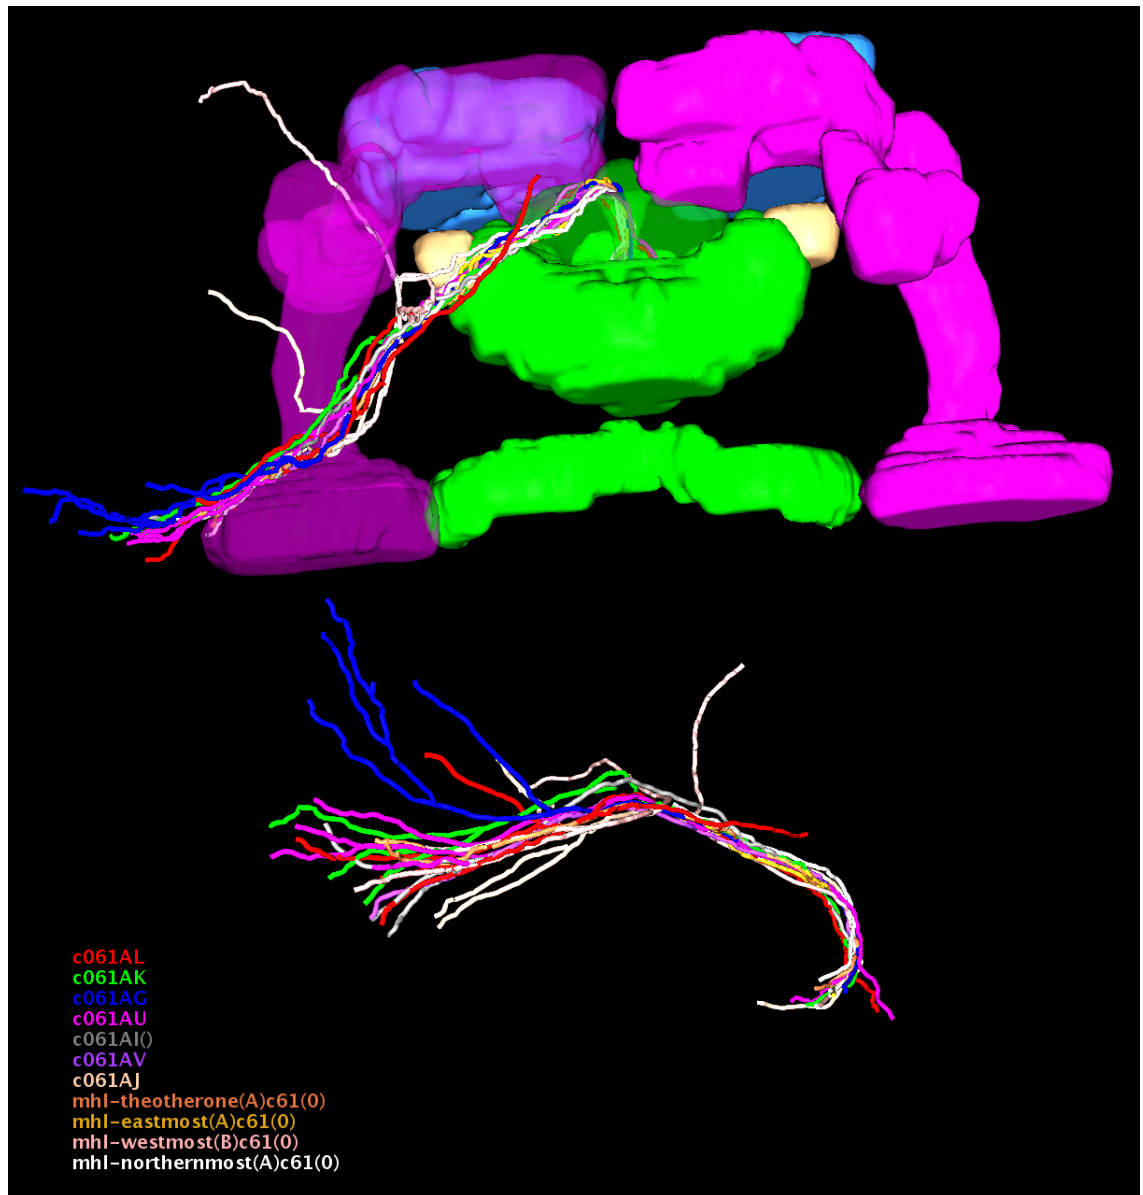 c061AL
c061AK
c061AG
c061AU
c061AI()
c061AV
c061AJ
mhl-theotherone(A)c61(0)
mhl-eastmost(A)c61(0)
mhl-westmost(B)c61(0)
mhl-northernmost(A)c61(0)